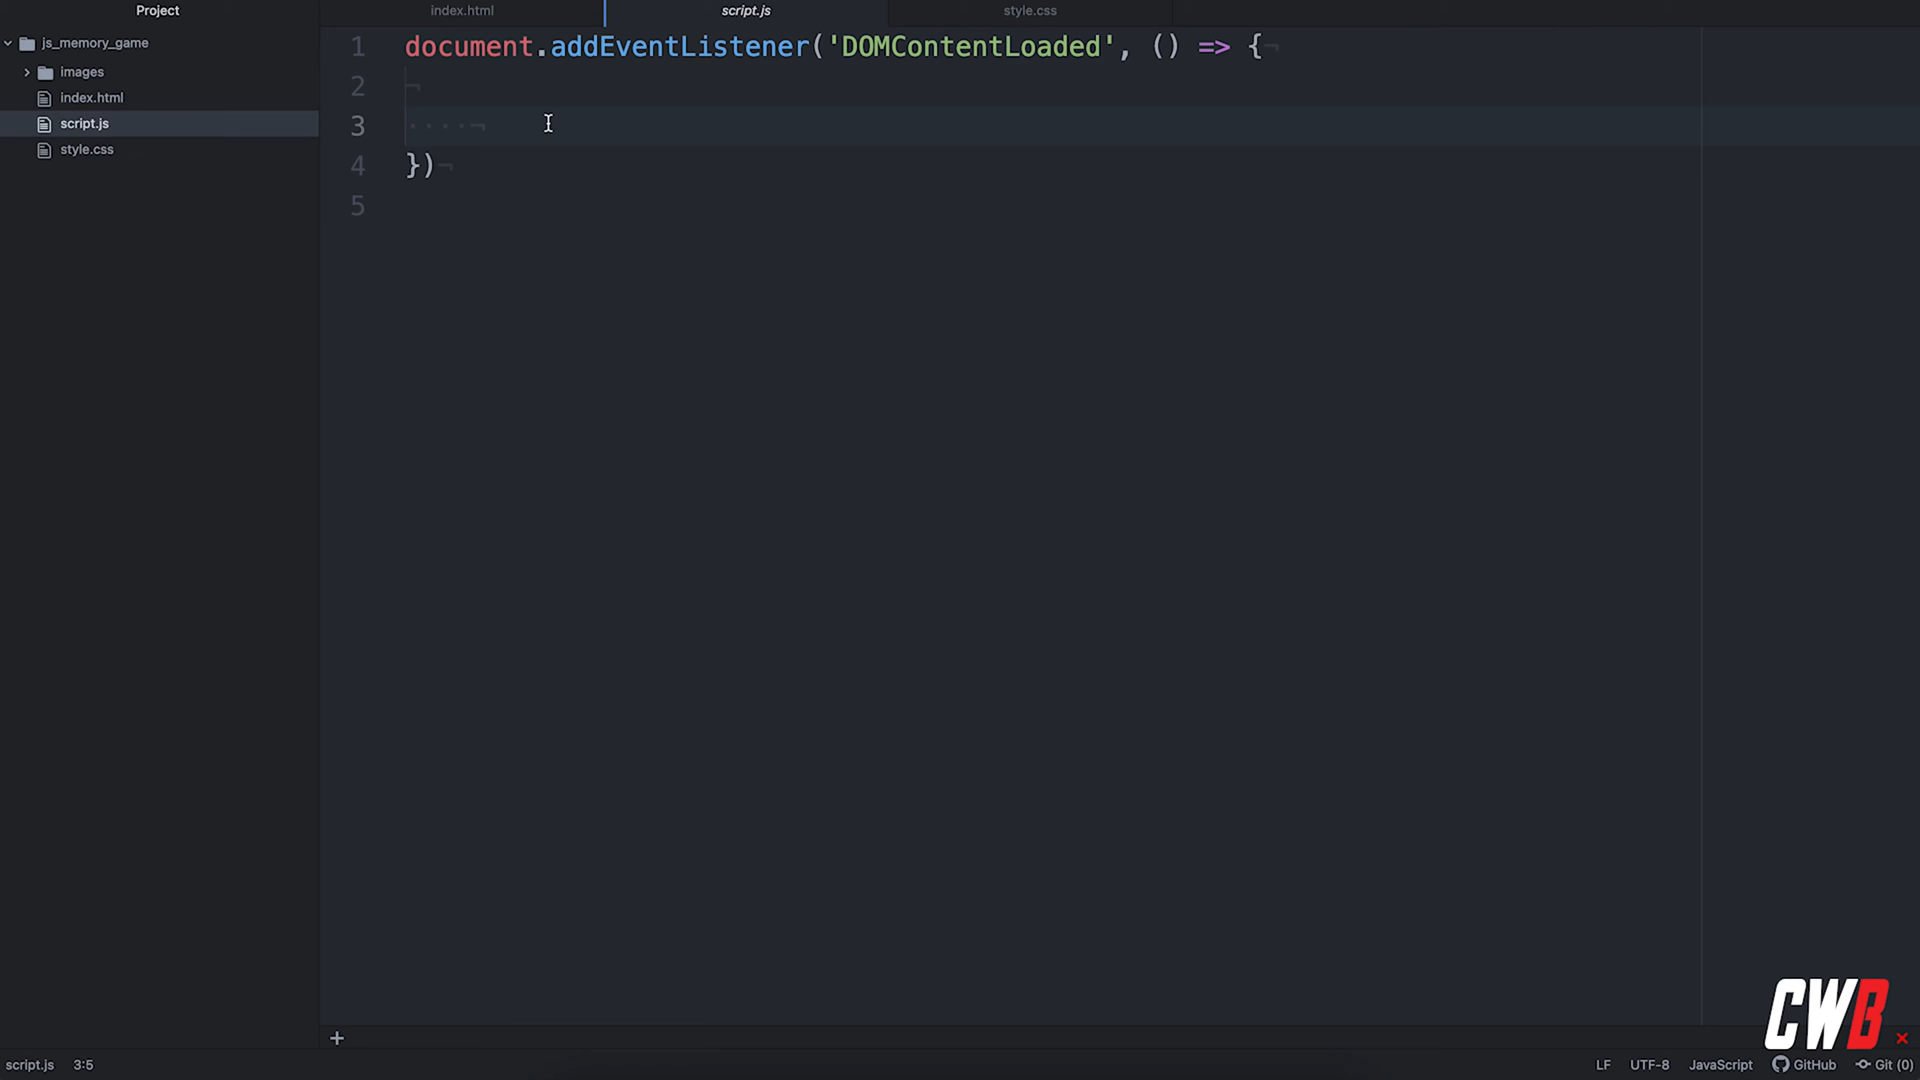 Project
index.html
script.js
style.css
js_memory_game
images
index.html
script.js
style.css
1 document.addEventListener('DOMContentLoaded', () => {
2
3
4 })
5
+
CWB
script.js 3:5
LF UTF-8 JavaScript GitHub Git (0)